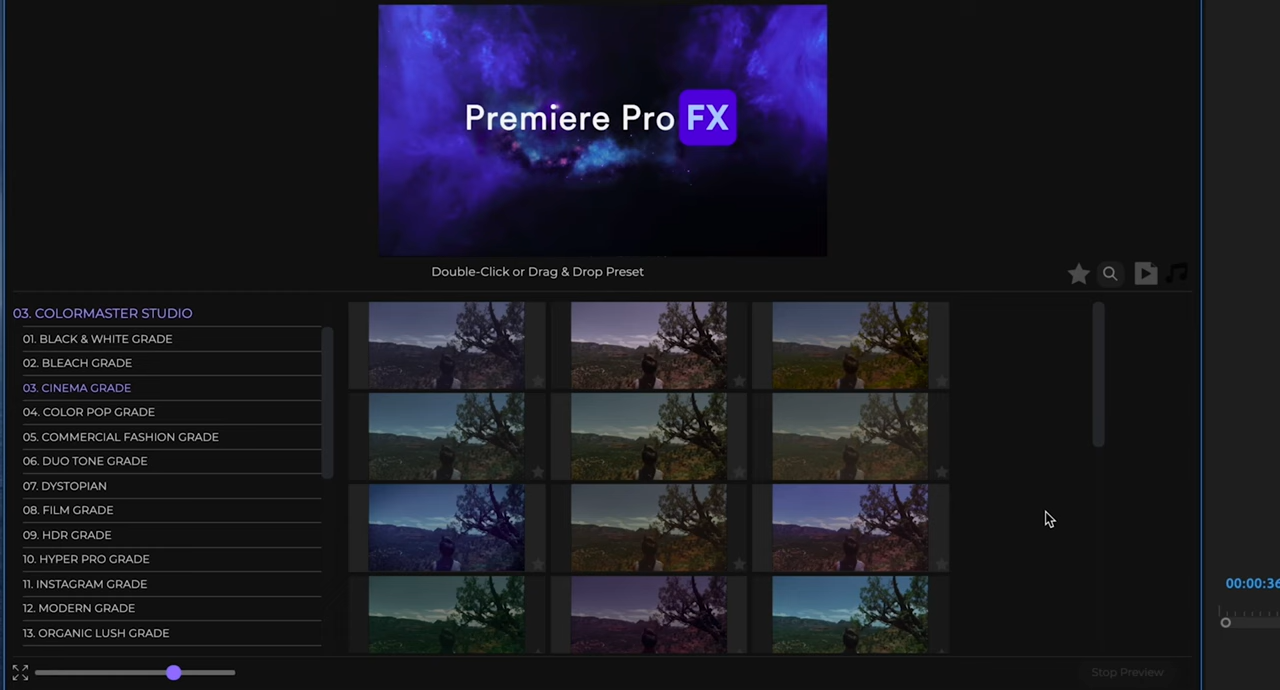 Premiere Pro FX
Double-Click or Drag & Drop Preset
03. COLORMASTER STUDIO
01. BLACK & WHITE GRADE
02. BLEACH GRADE
03. CINEMA GRADE
04. COLOR POP GRADE
05. COMMERCIAL FASHION GRADE
06. DUO TONE GRADE
07. DYSTOPIAN
08. FILM GRADE
09. HDR GRADE
10. HYPER PRO GRADE
11. INSTAGRAM GRADE
12. MODERN GRADE
13. ORGANIC LUSH GRADE
00:00:36
Stop Preview